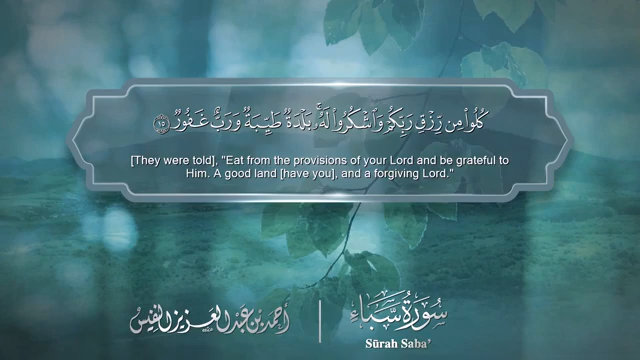 كُلُوا۟ مِن رِّزْقِ رَبِّكُمْ وَٱشْكُرُوا۟ لَهُۥ ۚ بَلْدَةٌ طَيِّبَةٌ وَرَبٌّ غَفُورٌ ١٥
[They were told], "Eat from the provisions of your Lord and be grateful to
Him. A good land [have you], and a forgiving Lord."
سُورَةُ سَبَإٍ
Sūrah Sabaʼ
أحمد بن عبد العزيز النفيس